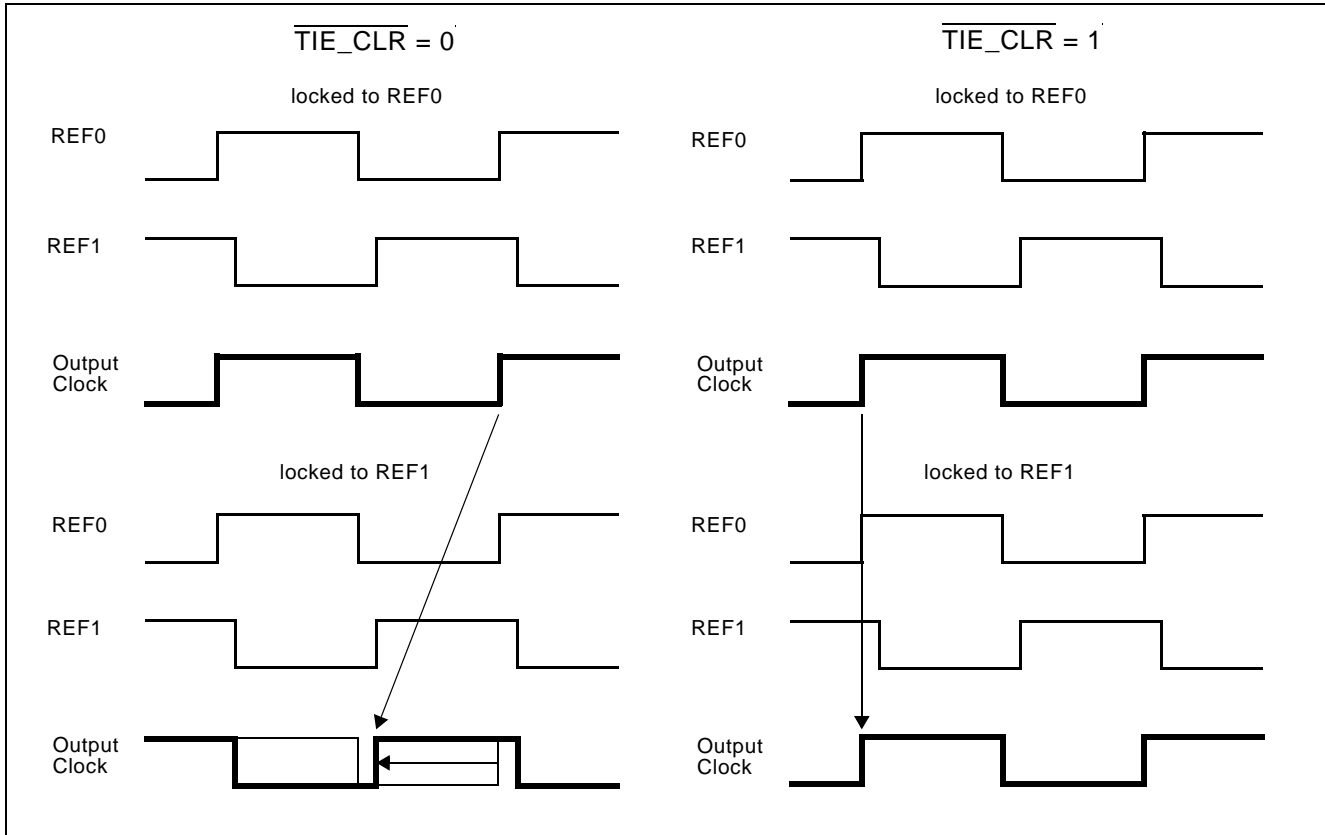 TIE_CLR = 0
locked to REF0
REF0
REF1
Output
Clock
locked to REF1
REF0
REF1
Output
Clock
TIE_CLR = 1
locked to REF0
REF0
REF1
Output
Clock
locked to REF1
REF0
REF1
Output
Clock